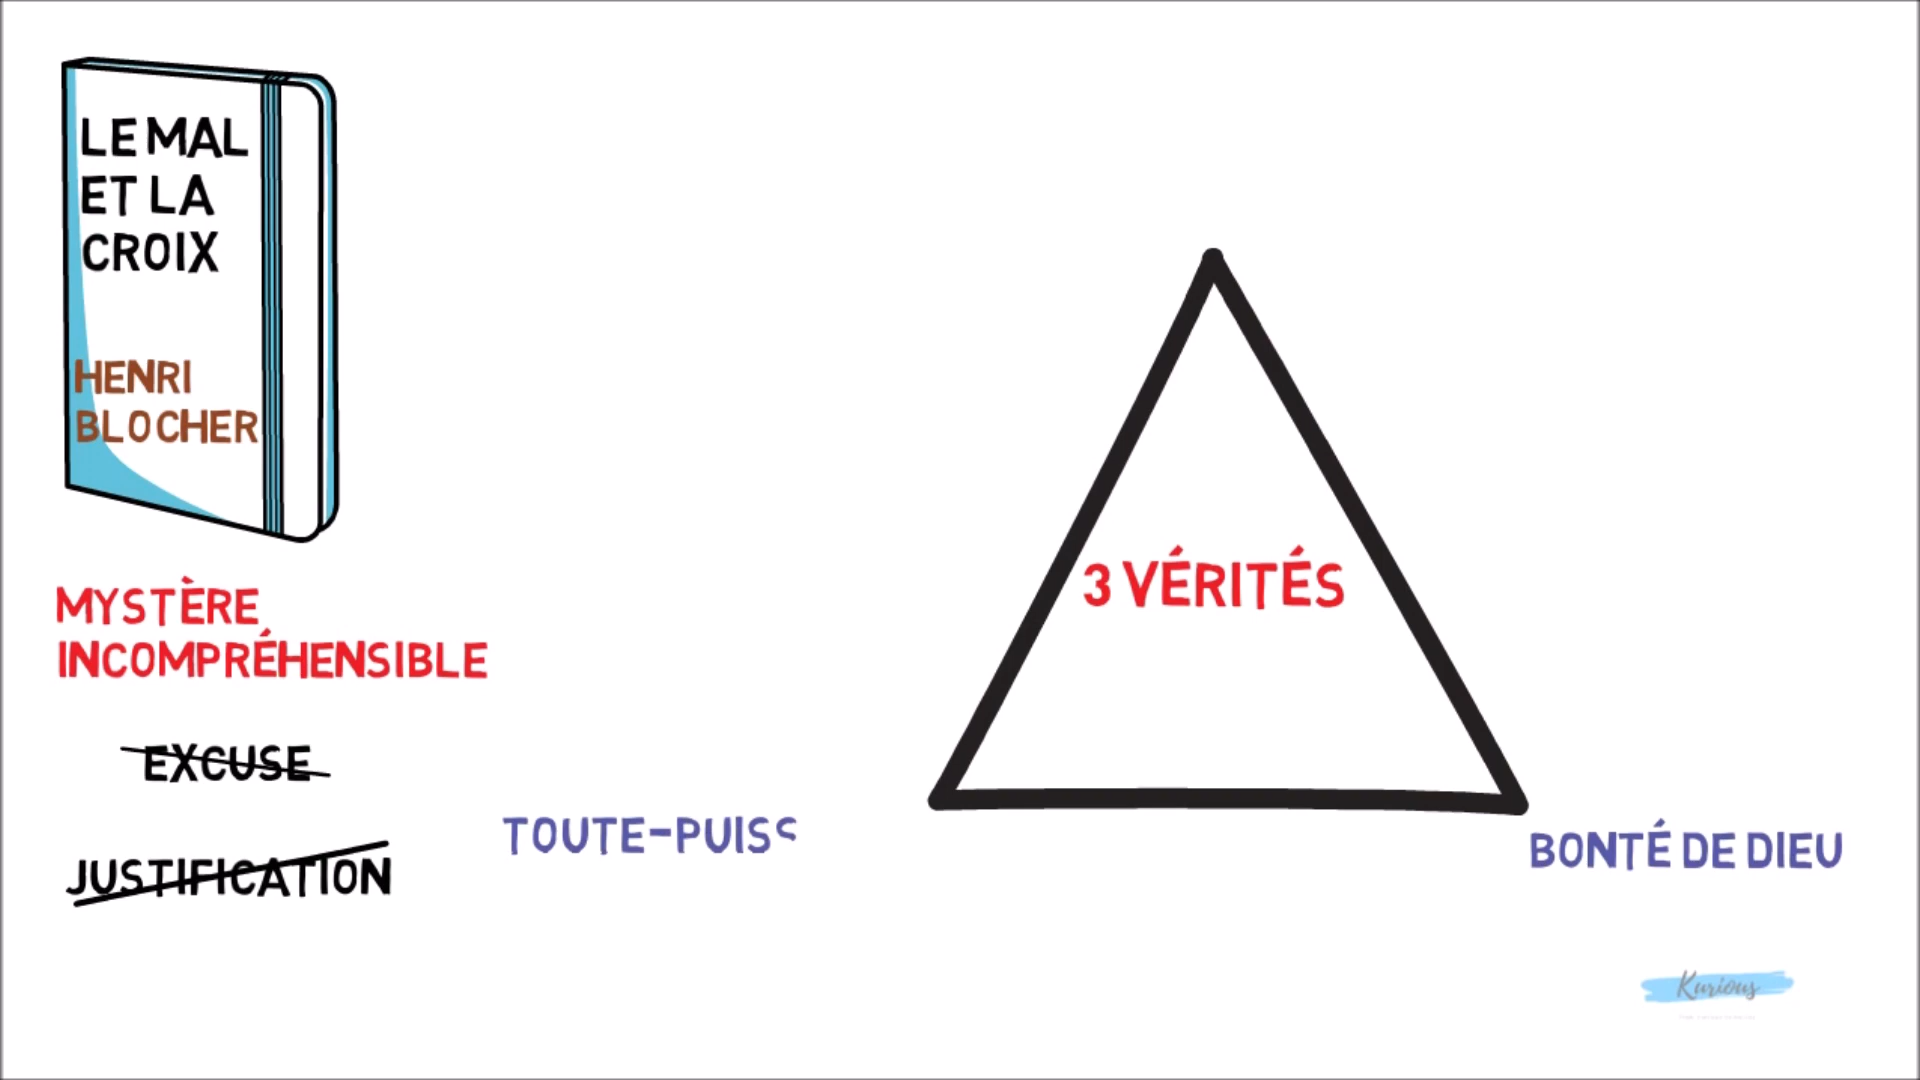 LE MAL
ET LA
CROIX
HENRI
BLOCHER
MYSTÈRE
INCOMPRÉHENSIBLE
EXCUSE
JUSTIFICATION
3 VÉRITÉS
TOUTE-PUISS
BONTÉ DE DIEU
Kurious